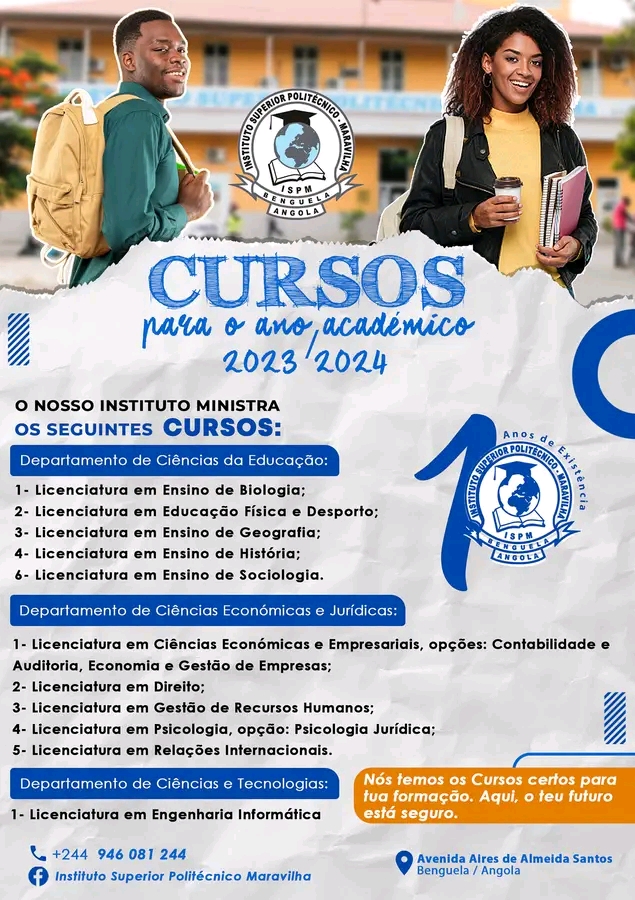 INSTITUTO SUPERIOR POLITÉCNICO - MARAVILHA
ISPM
BENGUELA
ANGOLA
CURSOS
para o ano académico
2023/2024
O NOSSO INSTITUTO MINISTRA
OS SEGUINTES CURSOS:
Anos de Existência
INSTITUTO SUPERIOR POLITÉCNICO - MARAVILHA
ISPM
BENGUELA
ANGOLA
Departamento de Ciências da Educação:
1- Licenciatura em Ensino de Biologia;
2- Licenciatura em Educação Física e Desporto;
3- Licenciatura em Ensino de Geografia;
4- Licenciatura em Ensino de História;
6- Licenciatura em Ensino de Sociologia.
Departamento de Ciências Económicas e Jurídicas:
1- Licenciatura em Ciências Económicas e Empresariais, opções: Contabilidade e
Auditoria, Economia e Gestão de Empresas;
2- Licenciatura em Direito;
3- Licenciatura em Gestão de Recursos Humanos;
4- Licenciatura em Psicologia, opção: Psicologia Jurídica;
5- Licenciatura em Relações Internacionais.
Departamento de Ciências e Tecnologias:
1- Licenciatura em Engenharia Informática
Nós temos os Cursos certos para
tua formação. Aqui, o teu futuro
está seguro.
+244 946 081 244
Instituto Superior Politécnico Maravilha
Avenida Aires de Almeida Santos
Benguela / Angola